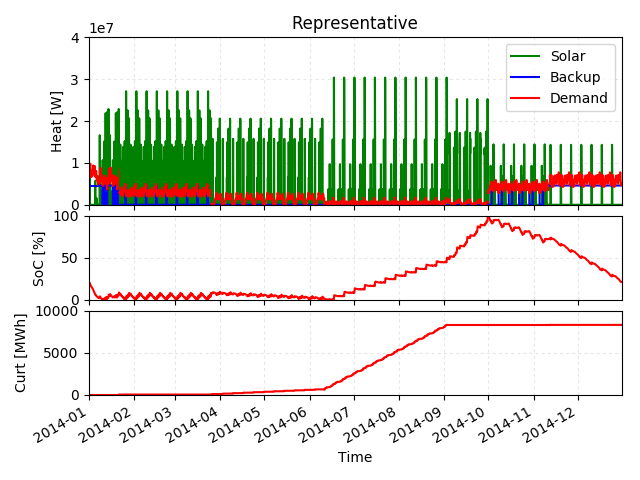 Representative
1e7
4
3
2
1
0
Heat [W]
Solar
Backup
Demand
100
50
0
SoC [%]
10000
5000
0
Curt [MWh]
2014-01
2014-02
2014-03
2014-04
2014-05
2014-06
2014-07
2014-08
2014-09
2014-10
2014-11
2014-12
Time